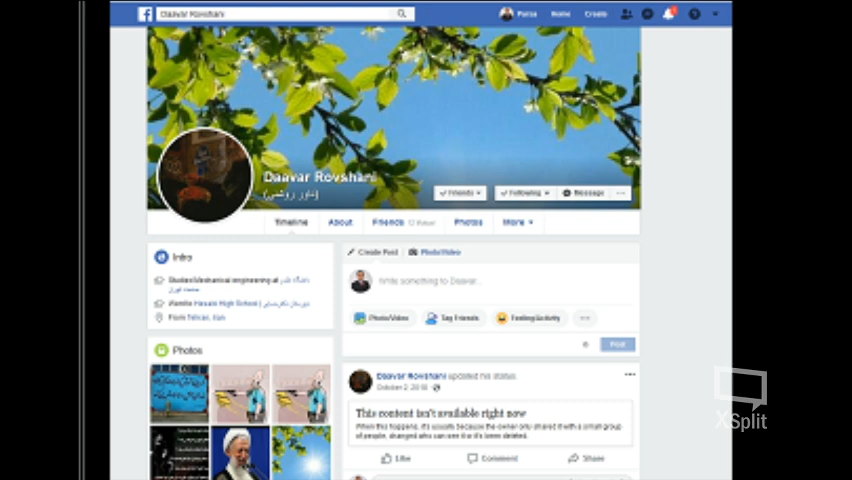 Daavar Rovshani
Parsa Home Create
Daavar Rovshani
(داور روشنی)
Friends Following Message ...
Timeline About Friends Photos More
Intro
Create Post Photo/Video
Studied Mechanical engineering at
Write something to Daavar...
High School
From Tehran, Iran
Photo/Video Tag Friends Feeling/Activity ...
Post
Photos
Daavar Rovshani updated his status.
October 2, 2018
This content isn't available right now
When this happens, it's usually because the owner only shared it with a small group
of people, changed who can see it or it's been deleted.
Like Comment Share
XSplit